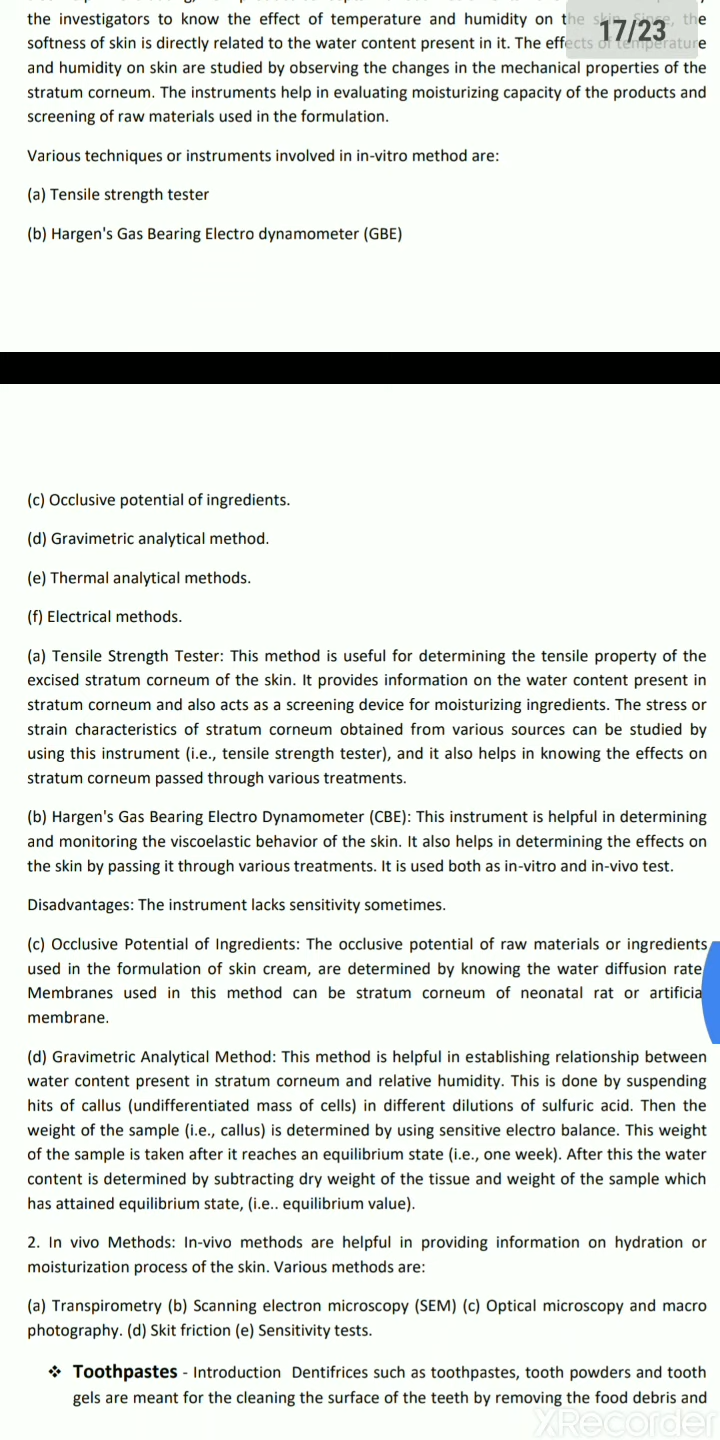 the investigators to know the effect of temperature and humidity on the skin. Since, the
17/23
softness of skin is directly related to the water content present in it. The effects of temperature
and humidity on skin are studied by observing the changes in the mechanical properties of the
stratum corneum. The instruments help in evaluating moisturizing capacity of the products and
screening of raw materials used in the formulation.
Various techniques or instruments involved in in-vitro method are:
(a) Tensile strength tester
(b) Hargen's Gas Bearing Electro dynamometer (GBE)
(c) Occlusive potential of ingredients.
(d) Gravimetric analytical method.
(e) Thermal analytical methods.
(f) Electrical methods.
(a) Tensile Strength Tester: This method is useful for determining the tensile property of the
excised stratum corneum of the skin. It provides information on the water content present in
stratum corneum and also acts as a screening device for moisturizing ingredients. The stress or
strain characteristics of stratum corneum obtained from various sources can be studied by
using this instrument (i.e., tensile strength tester), and it also helps in knowing the effects on
stratum corneum passed through various treatments.
(b) Hargen's Gas Bearing Electro Dynamometer (CBE): This instrument is helpful in determining
and monitoring the viscoelastic behavior of the skin. It also helps in determining the effects on
the skin by passing it through various treatments. It is used both as in-vitro and in-vivo test.
Disadvantages: The instrument lacks sensitivity sometimes.
(c) Occlusive Potential of Ingredients: The occlusive potential of raw materials or ingredients
used in the formulation of skin cream, are determined by knowing the water diffusion rate
Membranes used in this method can be stratum corneum of neonatal rat or artificia
membrane.
(d) Gravimetric Analytical Method: This method is helpful in establishing relationship between
water content present in stratum corneum and relative humidity. This is done by suspending
hits of callus (undifferentiated mass of cells) in different dilutions of sulfuric acid. Then the
weight of the sample (i.e., callus) is determined by using sensitive electro balance. This weight
of the sample is taken after it reaches an equilibrium state (i.e., one week). After this the water
content is determined by subtracting dry weight of the tissue and weight of the sample which
has attained equilibrium state, (i.e.. equilibrium value).
2. In vivo Methods: In-vivo methods are helpful in providing information on hydration or
moisturization process of the skin. Various methods are:
(a) Transpirometry (b) Scanning electron microscopy (SEM) (c) Optical microscopy and macro
photography. (d) Skit friction (e) Sensitivity tests.
❖ Toothpastes - Introduction Dentifrices such as toothpastes, tooth powders and tooth
gels are meant for the cleaning the surface of the teeth by removing the food debris and
XRecorder